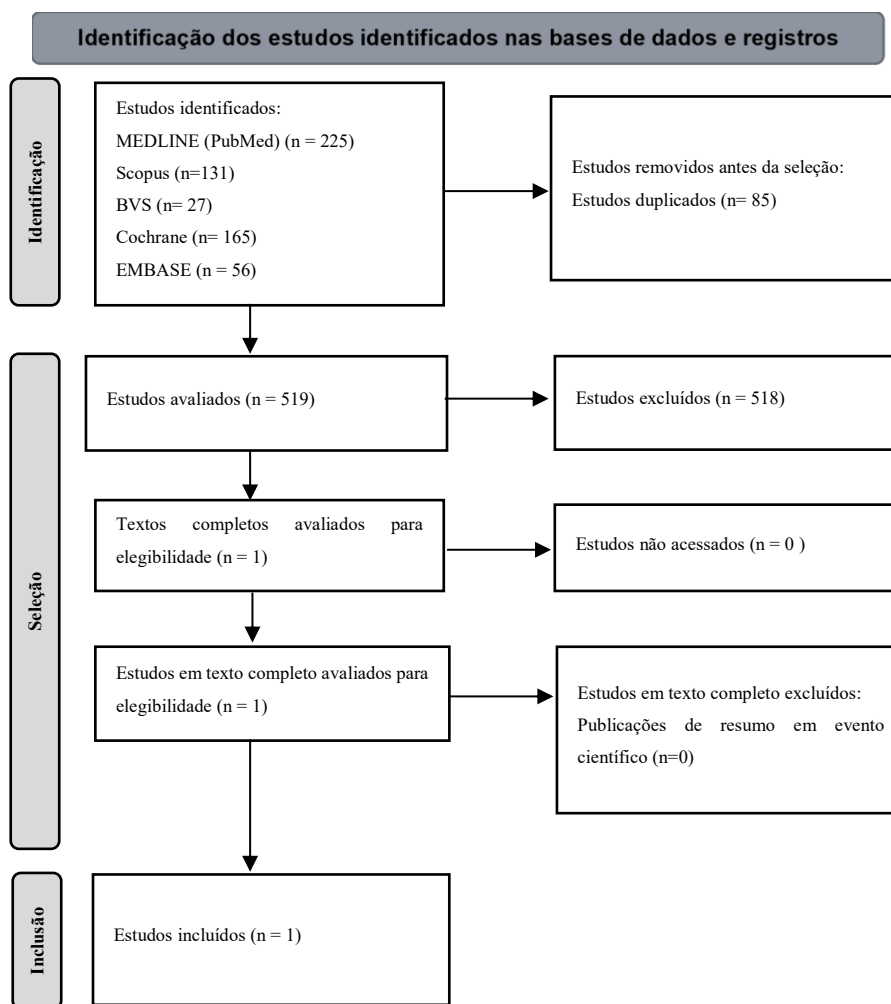 Identificação dos estudos identificados nas bases de dados e registros
Identificação
Estudos identificados:
MEDLINE (PubMed) (n = 225)
Scopus (n=131)
BVS (n= 27)
Cochrane (n= 165)
EMBASE (n = 56)
Estudos removidos antes da seleção:
Estudos duplicados (n= 85)
Seleção
Estudos avaliados (n = 519)
Estudos excluídos (n = 518)
Textos completos avaliados para
elegibilidade (n = 1)
Estudos não acessados (n = 0 )
Estudos em texto completo avaliados para
elegibilidade (n = 1)
Estudos em texto completo excluídos:
Publicações de resumo em evento
científico (n=0)
Inclusão
Estudos incluídos (n = 1)